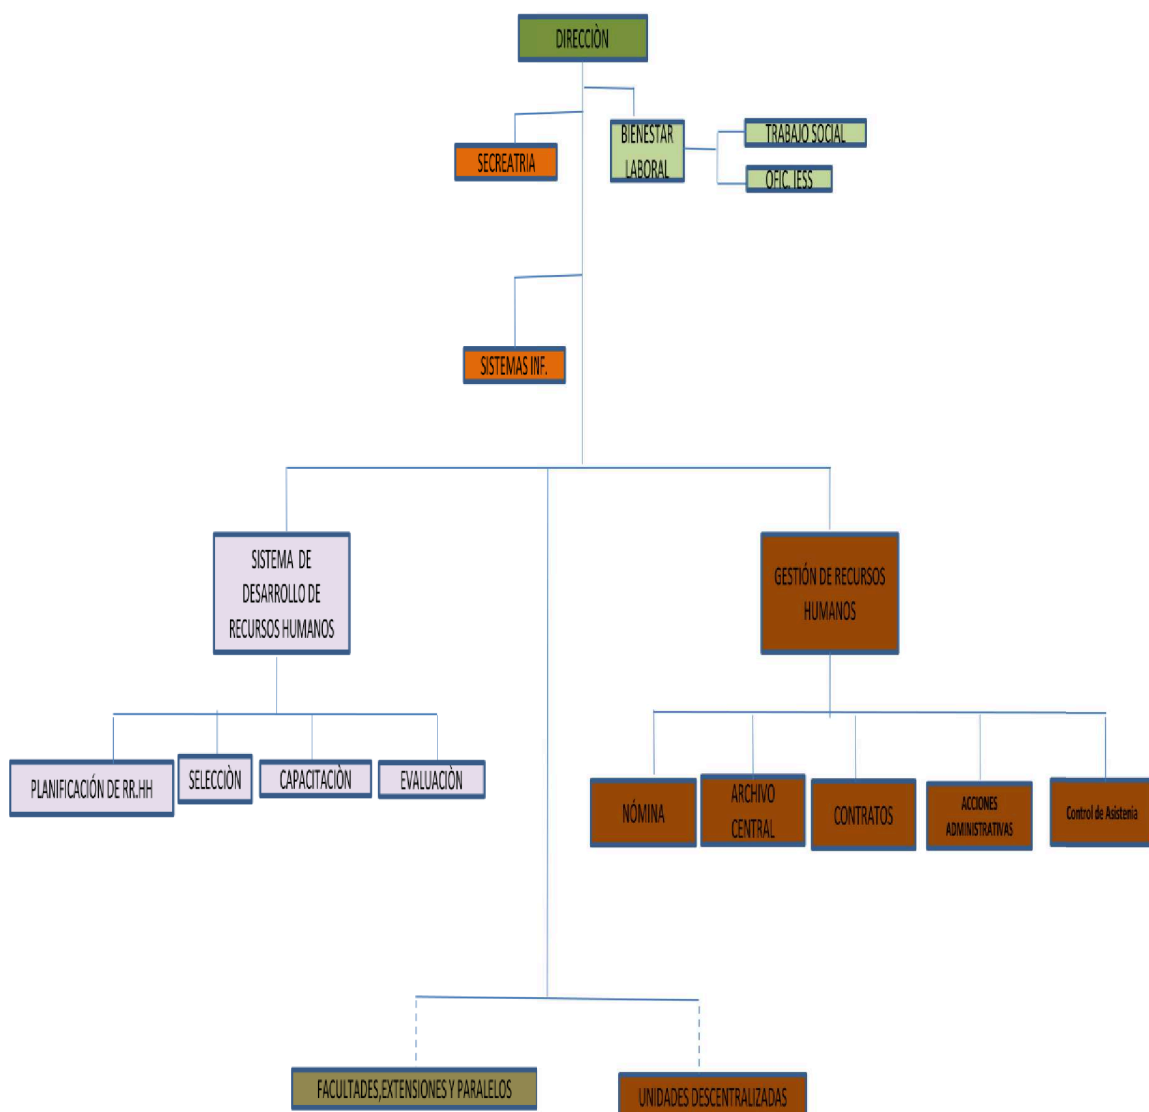 DIRECCIÒN
BIENESTAR
LABORAL
TRABAJO SOCIAL
SECREATRIA
OFIC. IESS
SISTEMAS INF.
SISTEMA DE
DESARROLLO DE
RECURSOS HUMANOS
GESTIÓN DE RECURSOS
HUMANOS
PLANIFICACIÓN DE RR.HH
SELECCIÒN
CAPACITACIÒN
EVALUACIÒN
NÓMINA
ARCHIVO
CENTRAL
CONTRATOS
ACCIONES
ADMINISTRATIVAS
Control de Asistenia
FACULTADES,EXTENSIONES Y PARALELOS
UNIDADES DESCENTRALIZADAS